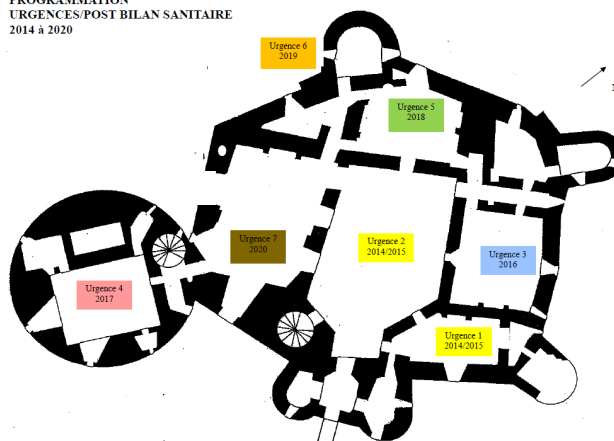 PROGRAMMATION
URGENCES/POST BILAN SANITAIRE
2014 à 2020
Urgence 6
2019
Urgence 5
2018
Urgence 7
2020
Urgence 2
2014/2015
Urgence 3
2016
Urgence 4
2017
Urgence 1
2014/2015